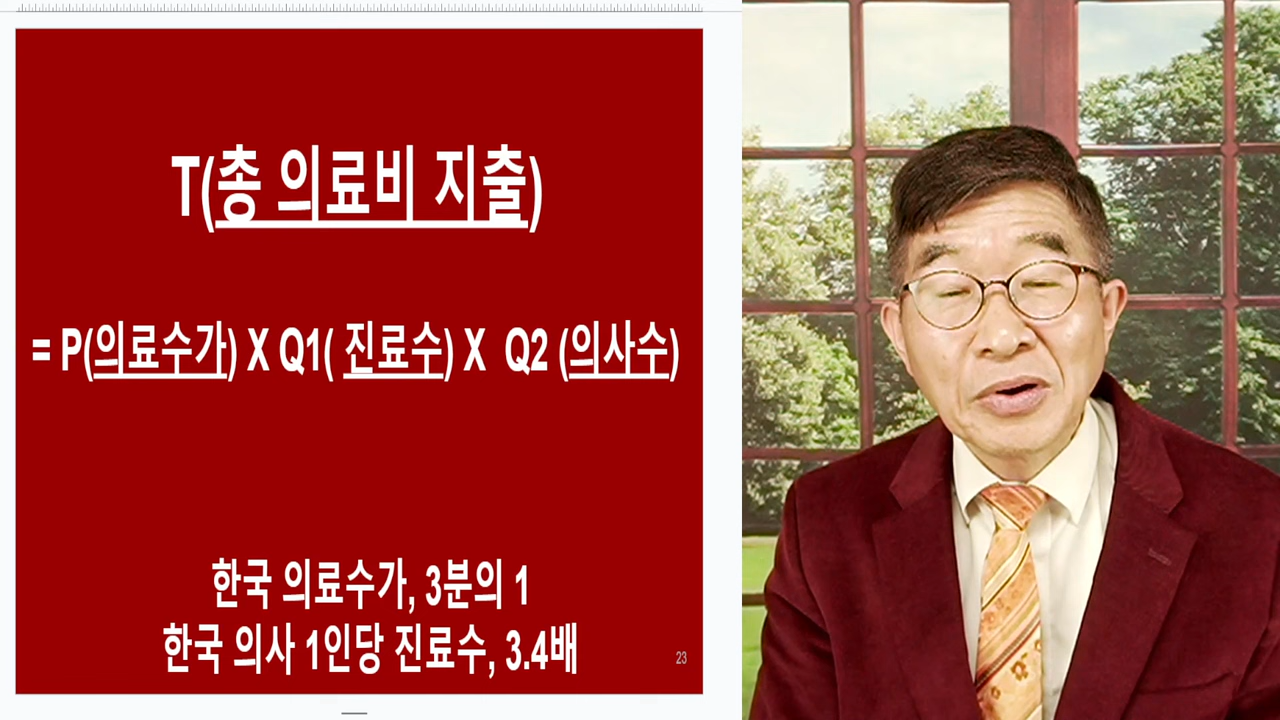 T(총 의료비 지출)
= P(의료수가) X Q1( 진료수) X Q2 (의사수)
한국 의료수가, 3분의 1
한국 의사 1인당 진료수, 3.4배
23